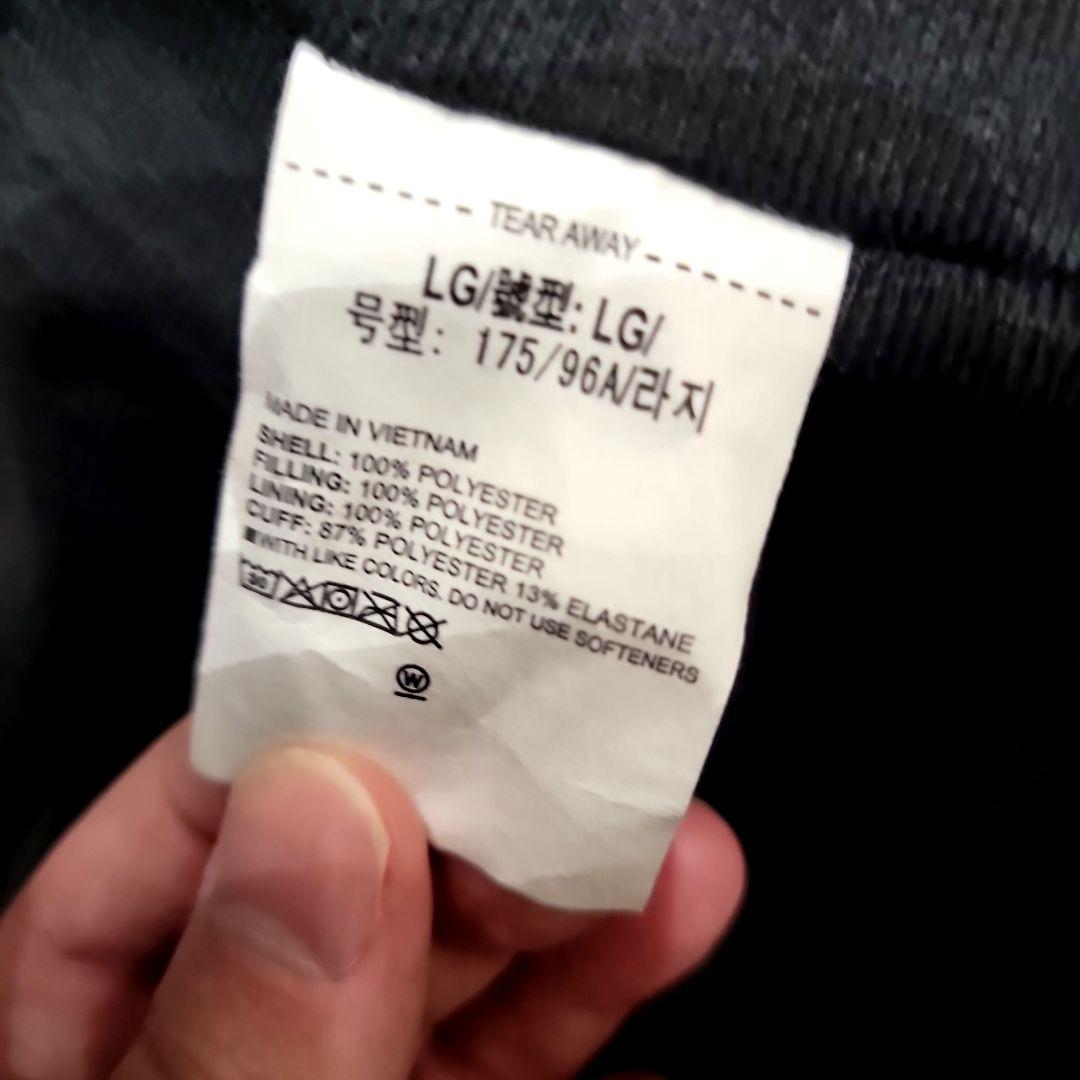 TEAR AWAY
LG/號型: LG/
号型: 175/96A/라지
MADE IN VIETNAM
SHELL: 100% POLYESTER
FILLING: 100% POLYESTER
LINING: 100% POLYESTER
CUFF: 87% POLYESTER 13% ELASTANE
WITH LIKE COLORS. DO NOT USE SOFTENERS
30
W